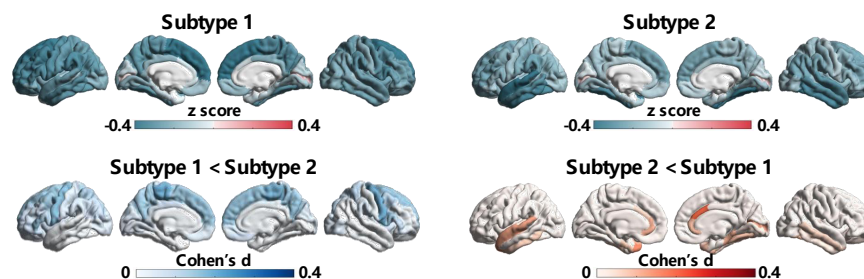 Subtype 1
Subtype 2
z score
-0.4 0.4
z score
-0.4 0.4
Subtype 1 < Subtype 2
Subtype 2 < Subtype 1
Cohen's d
0 0.4
Cohen's d
0 0.4